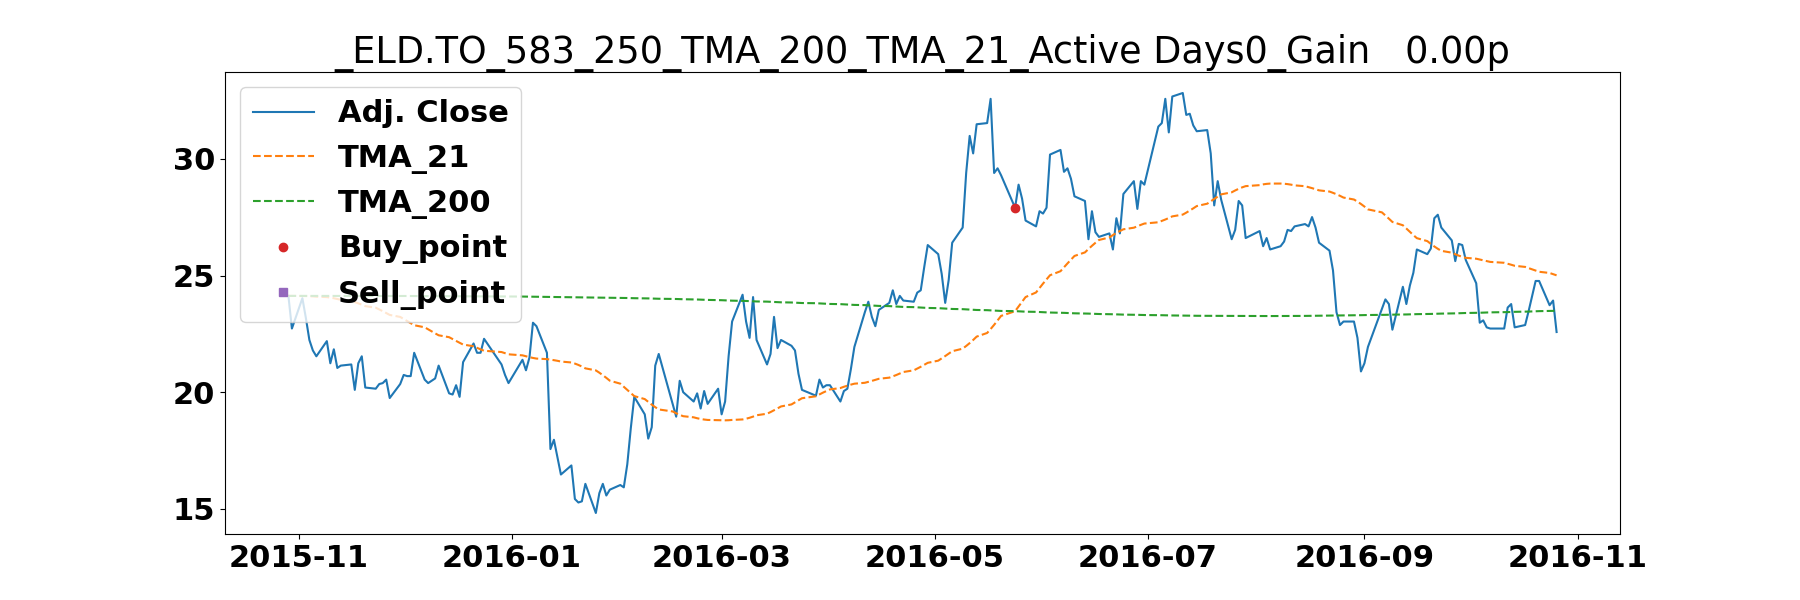 _ELD.TO_583_250_TMA_200_TMA_21_Active Days0_Gain   0.00p
Adj. Close
TMA_21
TMA_200
Buy_point
Sell_point
30
25
20
15
2015-11 2016-01 2016-03 2016-05 2016-07 2016-09 2016-11